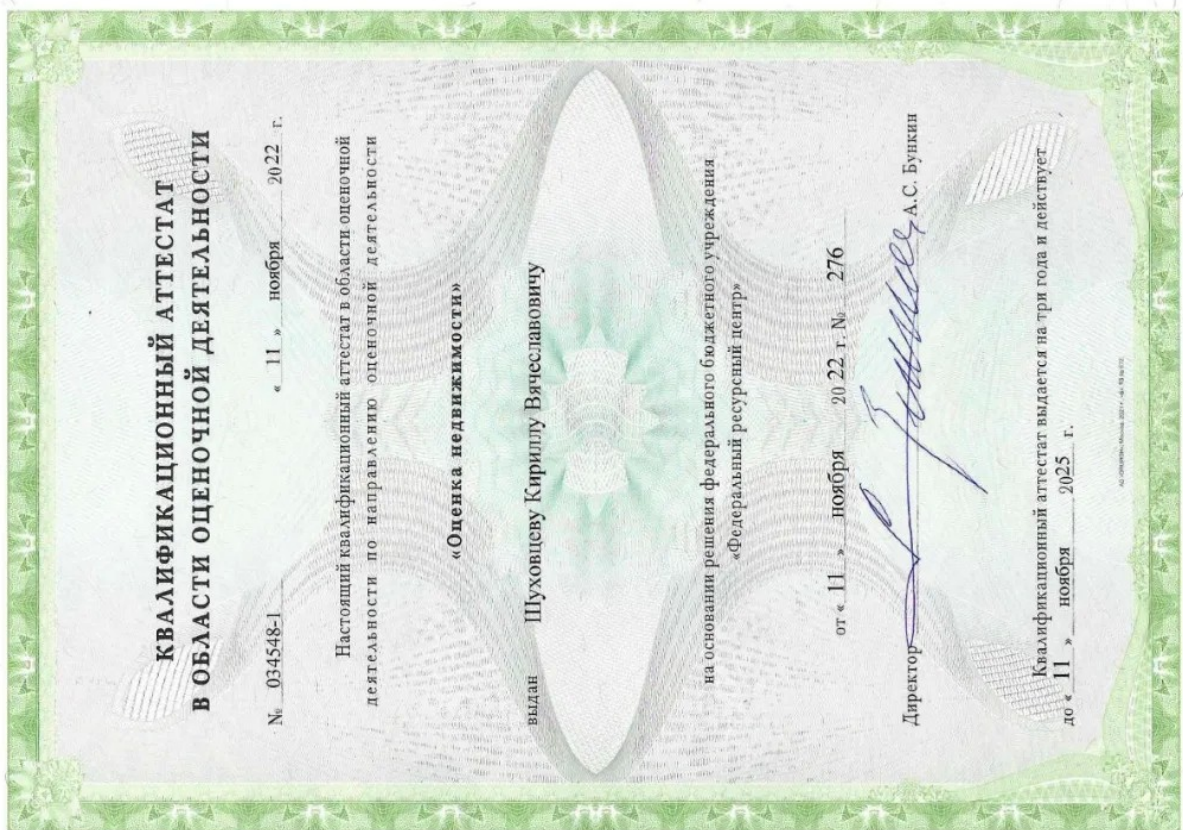 КВАЛИФИКАЦИОННЫЙ АТТЕСТАТ
В ОБЛАСТИ ОЦЕНОЧНОЙ ДЕЯТЕЛЬНОСТИ
№ 034548-1 « 11 » ноября 2022 г.
Настоящий квалификационный аттестат в области оценочной
деятельности по направлению оценочной деятельности
«Оценка недвижимости»
выдан Шуховцеву Кириллу Вячеславовичу
на основании решения федерального бюджетного учреждения
«Федеральный ресурсный центр»
от « 11 » ноября 20 22 г. № 276
Директор А.С. Бункин
Квалификационный аттестат выдается на три года и действует
до « 11 » ноября 2025 г.